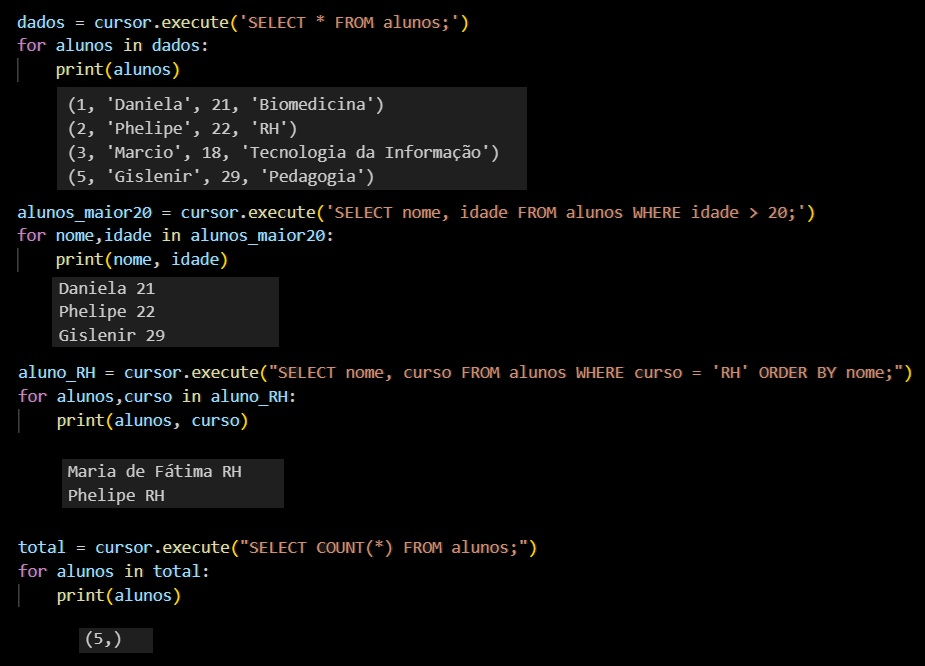 dados = cursor.execute('SELECT * FROM alunos;')
for alunos in dados:
    print(alunos)
(1, 'Daniela', 21, 'Biomedicina')
(2, 'Phelipe', 22, 'RH')
(3, 'Marcio', 18, 'Tecnologia da Informação')
(5, 'Gislenir', 29, 'Pedagogia')
alunos_maior20 = cursor.execute('SELECT nome, idade FROM alunos WHERE idade > 20;')
for nome,idade in alunos_maior20:
    print(nome, idade)
Daniela 21
Phelipe 22
Gislenir 29
aluno_RH = cursor.execute("SELECT nome, curso FROM alunos WHERE curso = 'RH' ORDER BY nome;")
for alunos,curso in aluno_RH:
    print(alunos, curso)
Maria de Fátima RH
Phelipe RH
total = cursor.execute("SELECT COUNT(*) FROM alunos;")
for alunos in total:
    print(alunos)
(5,)